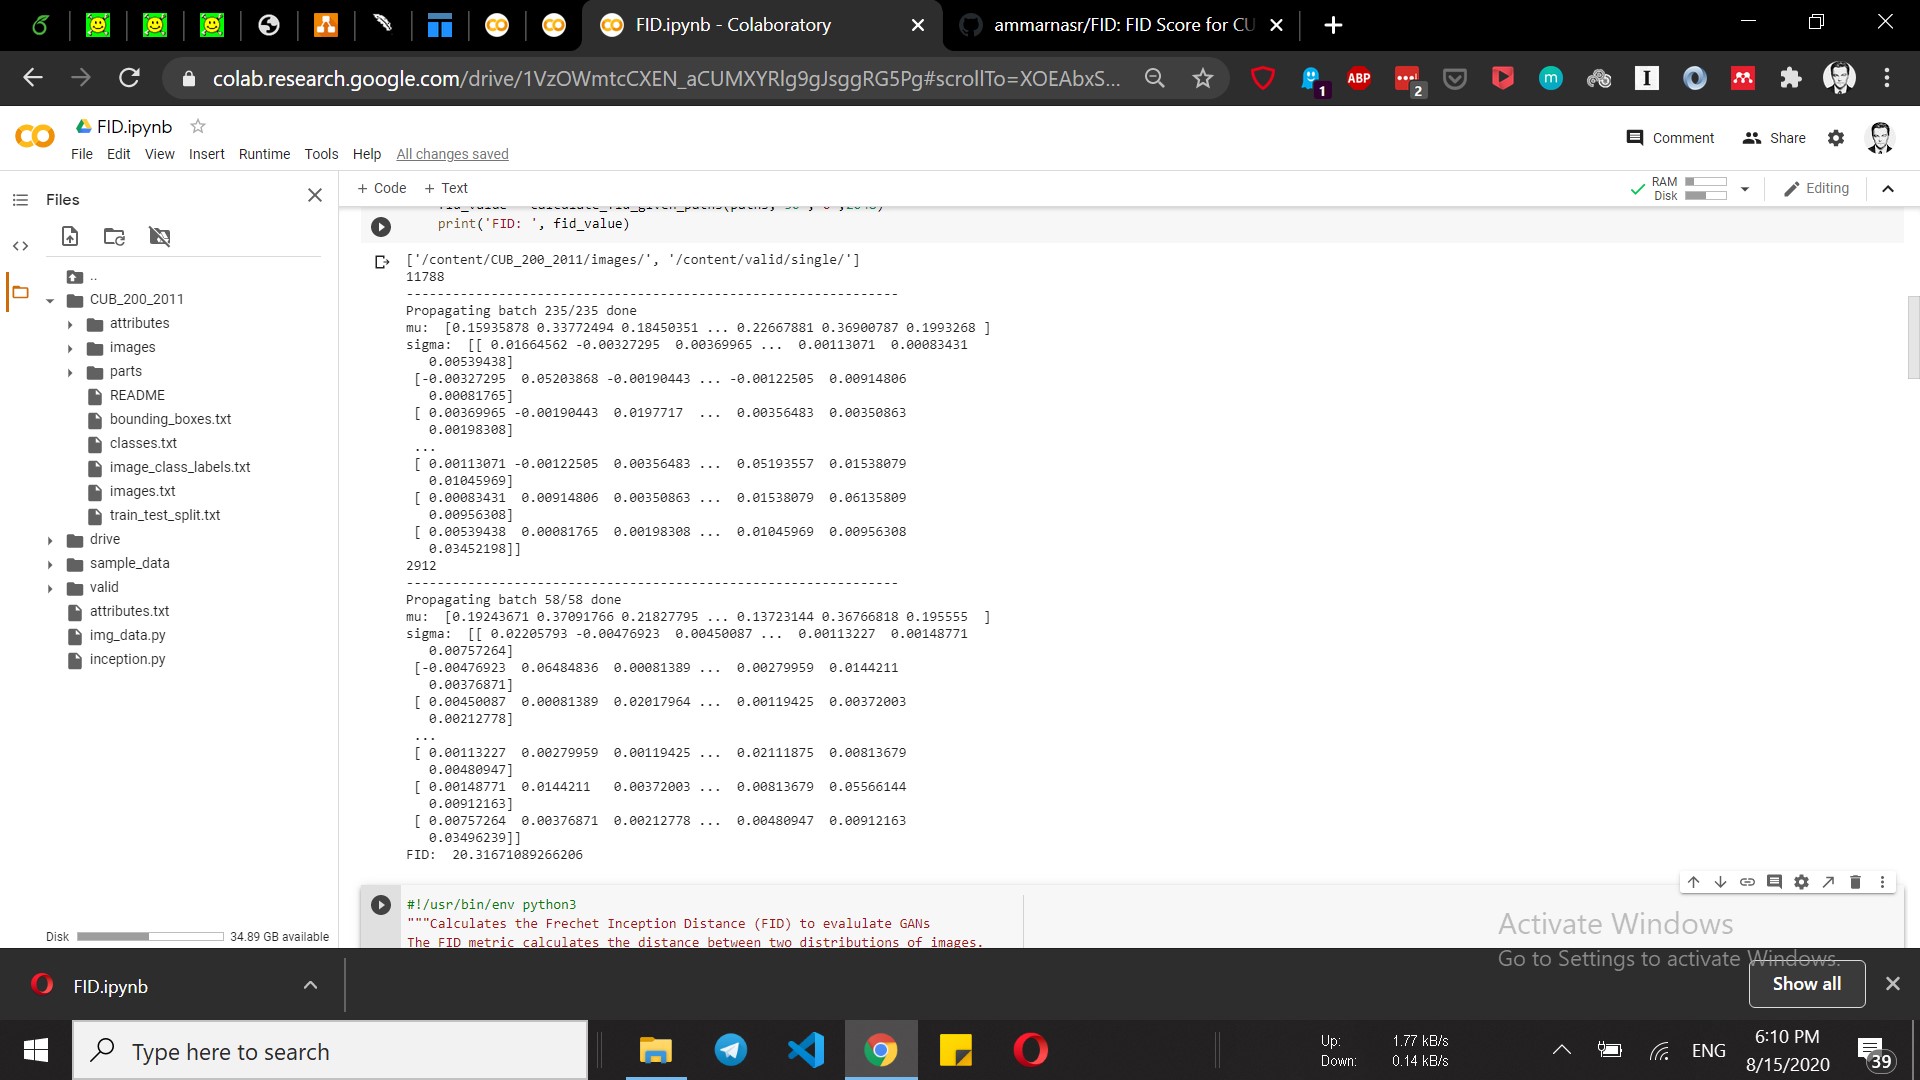 FID.ipynb - Colaboratory
ammarnasr/FID: FID Score for CU
colab.research.google.com/drive/1VzOWmtcCXEN_aCUMXYRlg9gJsggRG5Pg#scrollTo=XOEAbxS...
1
ABP
2
m
I
FID.ipynb
File Edit View Insert Runtime Tools Help All changes saved
Comment
Share
Files
+ Code + Text
RAM
Disk
Editing
..
CUB_200_2011
attributes
images
parts
README
bounding_boxes.txt
classes.txt
image_class_labels.txt
images.txt
train_test_split.txt
drive
sample_data
valid
attributes.txt
img_data.py
inception.py
Disk 34.89 GB available
print('FID: ', fid_value)
['/content/CUB_200_2011/images/', '/content/valid/single/']
11788
----------------------------------------------------------------
Propagating batch 235/235 done
mu:  [0.15935878 0.33772494 0.18450351 ... 0.22667881 0.36900787 0.1993268 ]
sigma:  [[ 0.01664562 -0.00327295  0.00369965 ...  0.00113071  0.00083431
0.00539438]
[-0.00327295  0.05203868 -0.00190443 ... -0.00122505  0.00914806
0.00081765]
[ 0.00369965 -0.00190443  0.0197717  ...  0.00356483  0.00350863
0.00198308]
...
[ 0.00113071 -0.00122505  0.00356483 ...  0.05193557  0.01538079
0.01045969]
[ 0.00083431  0.00914806  0.00350863 ...  0.01538079  0.06135809
0.00956308]
[ 0.00539438  0.00081765  0.00198308 ...  0.01045969  0.00956308
0.03452198]]
2912
----------------------------------------------------------------
Propagating batch 58/58 done
mu:  [0.19243671 0.37091766 0.21827795 ... 0.13723144 0.36766818 0.195555  ]
sigma:  [[ 0.02205793 -0.00476923  0.00450087 ...  0.00113227  0.00148771
0.00757264]
[-0.00476923  0.06484836  0.00081389 ...  0.00279959  0.0144211
0.00376871]
[ 0.00450087  0.00081389  0.02017964 ...  0.00119425  0.00372003
0.00212778]
...
[ 0.00113227  0.00279959  0.00119425 ...  0.02111875  0.00813679
0.00480947]
[ 0.00148771  0.0144211   0.00372003 ...  0.00813679  0.05566144
0.00912163]
[ 0.00757264  0.00376871  0.00212778 ...  0.00480947  0.00912163
0.03496239]]
FID:  20.31671089266206
#!/usr/bin/env python3
"""Calculates the Frechet Inception Distance (FID) to evalulate GANs
The FID metric calculates the distance between two distributions of images.
Activate Windows
Go to Settings to activate Windows.
FID.ipynb
Show all
Type here to search
Up: 1.77 kB/s
Down: 0.14 kB/s
ENG
6:10 PM
8/15/2020
39